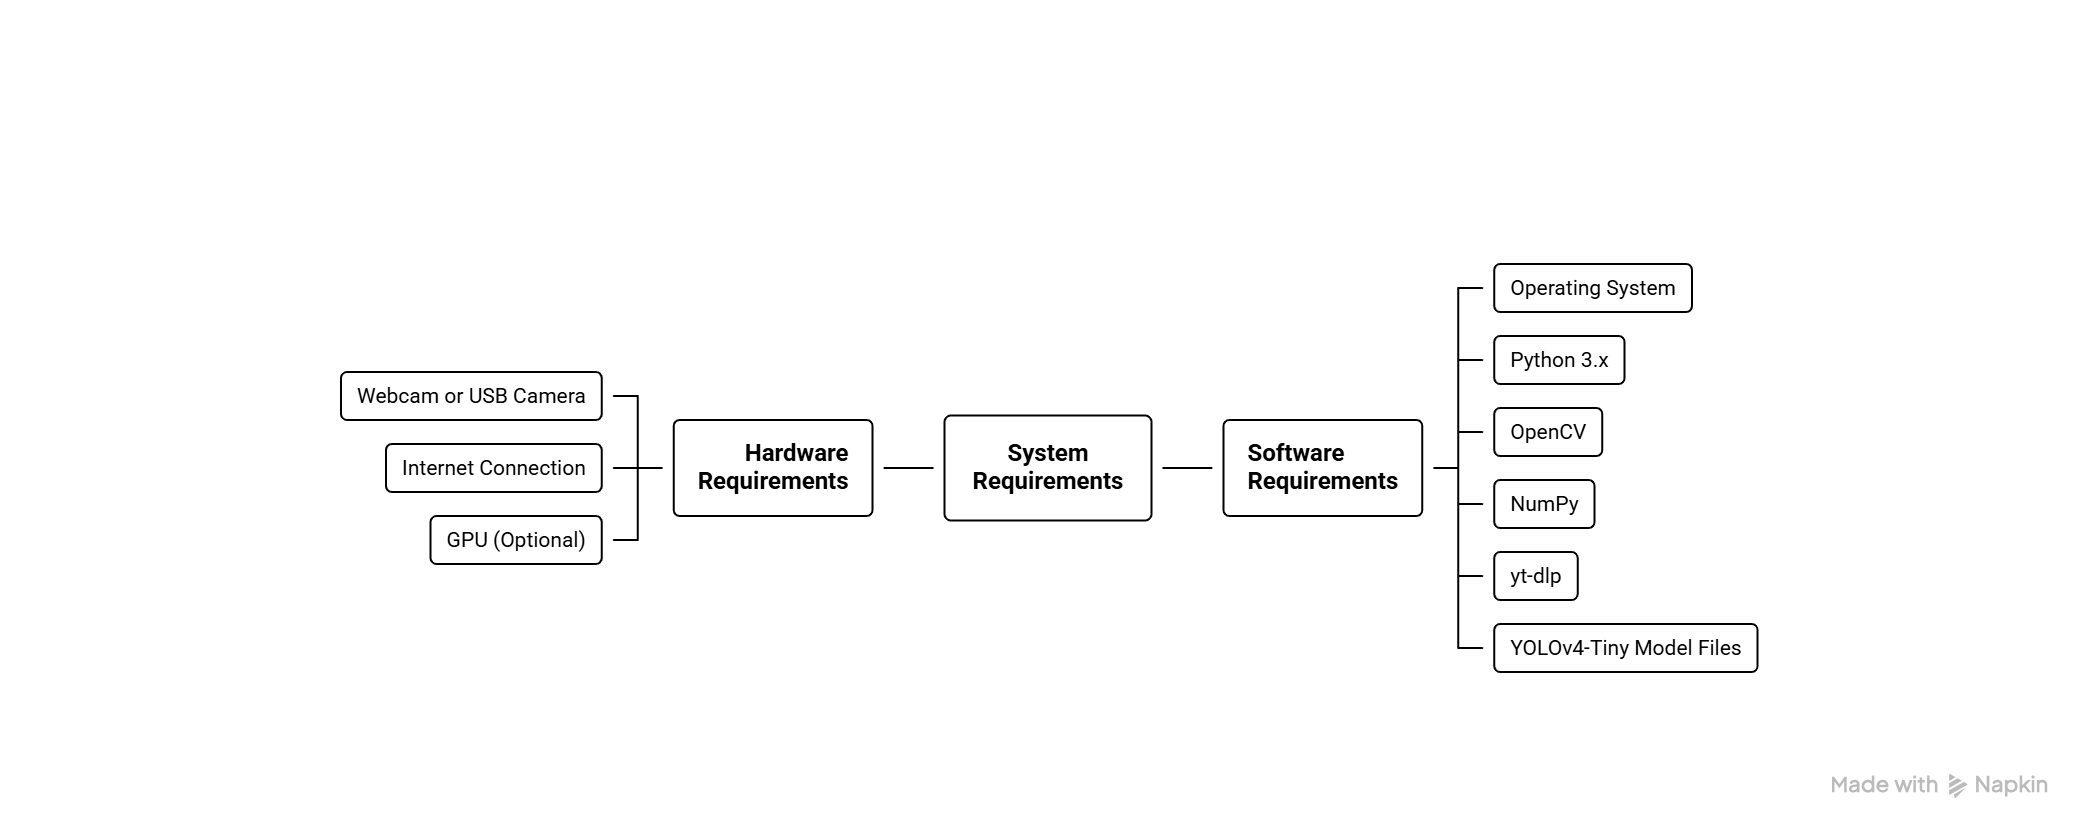 Webcam or USB Camera
Internet Connection
GPU (Optional)
Hardware
Requirements
System
Requirements
Software
Requirements
Operating System
Python 3.x
OpenCV
NumPy
yt-dlp
YOLOv4-Tiny Model Files
Made with Napkin